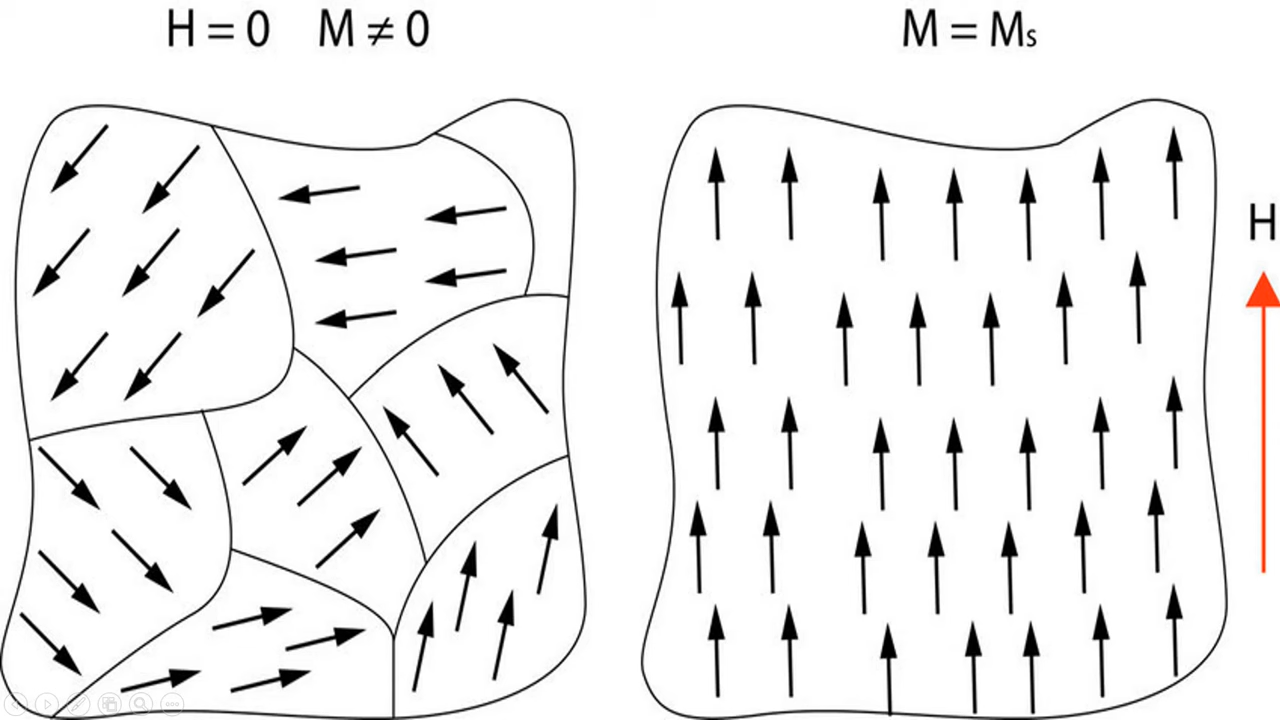 H = 0 M ≠ 0
M = Ms
H